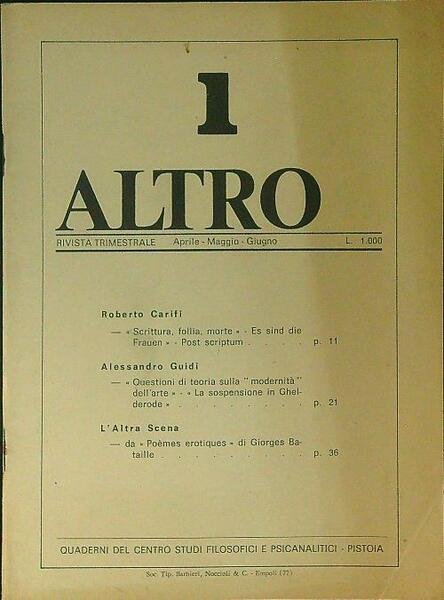 1
ALTRO
RIVISTA TRIMESTRALE Aprile - Maggio - Giugno L. 1.000
Roberto Carifi
— « Scrittura, follia, morte » - Es sind die
Frauen » - Post scriptum . . . . p. 11
Alessandro Guidi
— « Questioni di teoria sulla "modernità"
dell'arte » - « La sospensione in Ghel-
derode » . . . . . . . . p. 21
L'Altra Scena
— da « Poèmes erotiques » di Giorges Ba-
taille . . . . . . . . . p. 36
QUADERNI DEL CENTRO STUDI FILOSOFICI E PSICANALITICI - PISTOIA
Soc. Tip. Barbieri, Noccioli & C. - Empoli (77)